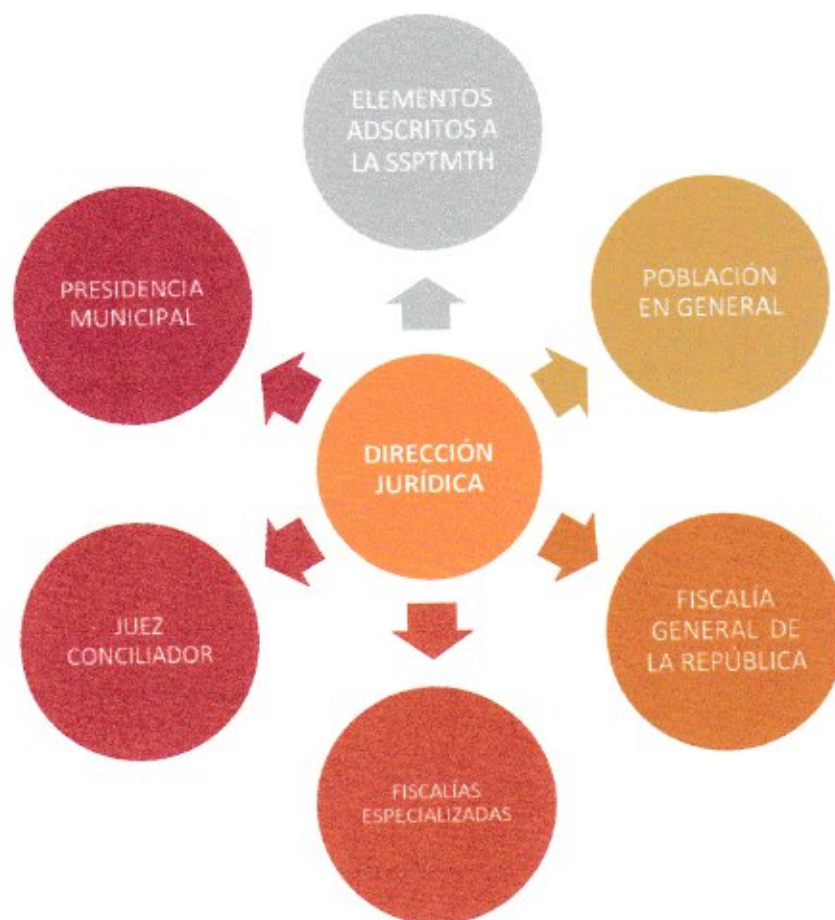 ELEMENTOS
ADSCRITOS A
LA SSPTMTH
POBLACIÓN
EN GENERAL
PRESIDENCIA
MUNICIPAL
DIRECCIÓN
JURÍDICA
FISCALÍA
GENERAL DE
LA REPÚBLICA
JUEZ
CONCILIADOR
FISCALÍAS
ESPECIALIZADAS